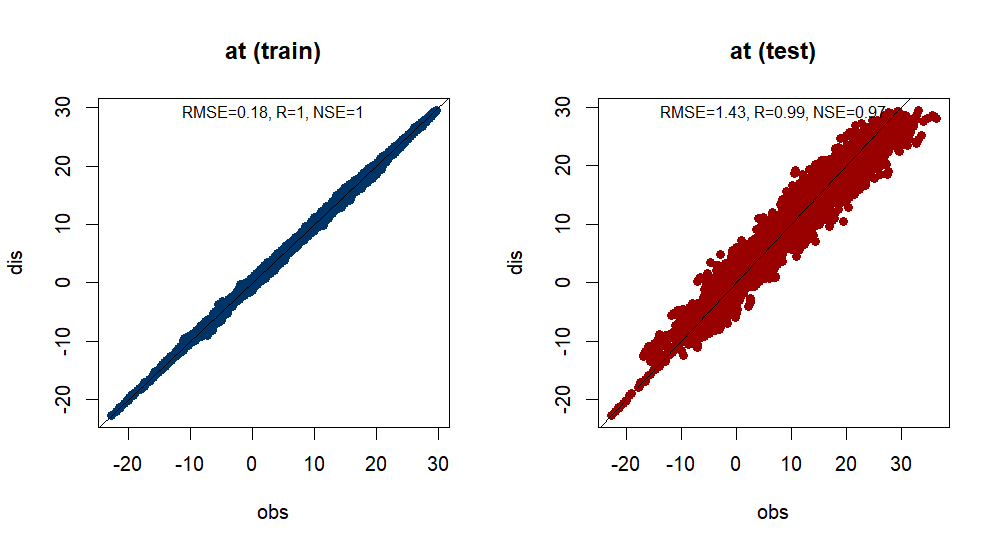 at (train)
RMSE=0.18, R=1, NSE=1
30
20
10
0
-10
-20
dis
-20 -10 0 10 20 30
obs
at (test)
RMSE=1.43, R=0.99, NSE=0.97
30
20
10
0
-10
-20
dis
-20 -10 0 10 20 30
obs